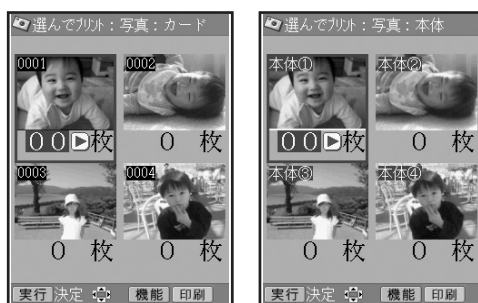 選んでプリント：写真：カード
0001 0002
00▶枚 0 枚
0003 0004
0 枚 0 枚
実行 決定 機能 印刷
選んでプリント：写真：本体
本体① 本体②
00▶枚 0 枚
本体③ 本体④
0 枚 0 枚
実行 決定 機能 印刷